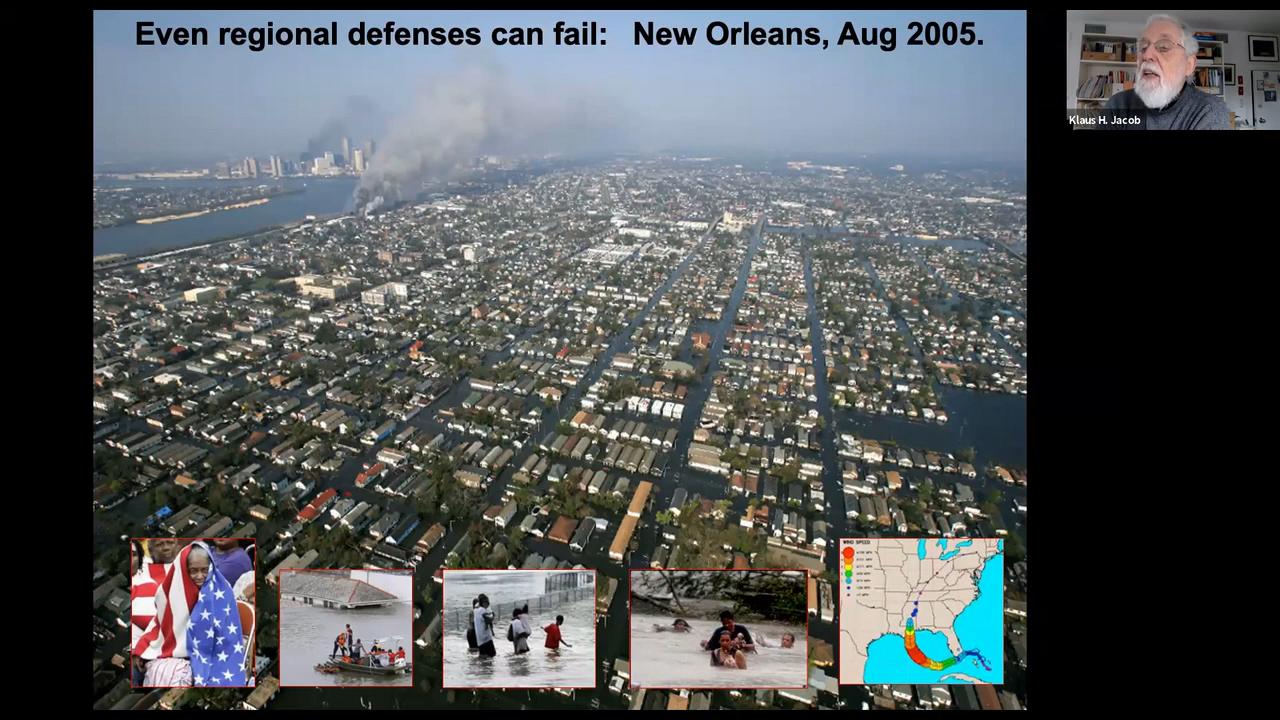 Even regional defenses can fail: New Orleans, Aug 2005.
Klaus H. Jacob
WIND SPEED